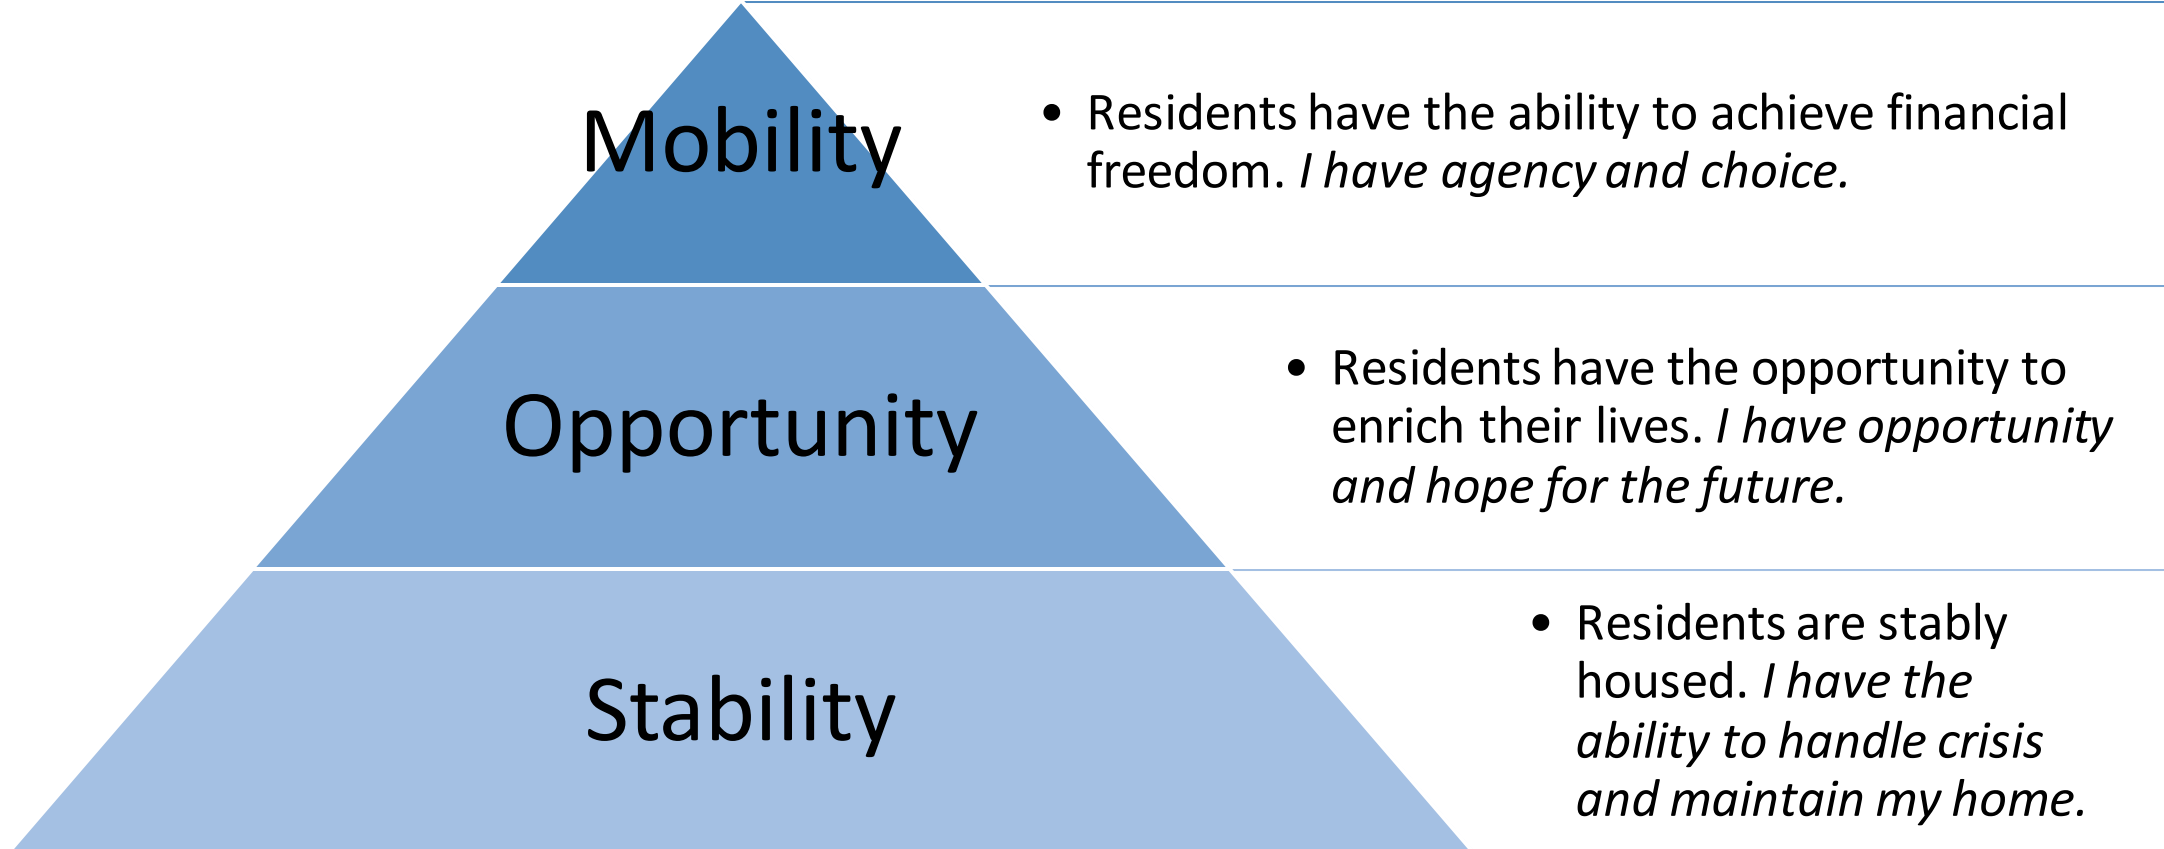 Mobility
• Residents have the ability to achieve financial
freedom. I have agency and choice.
Opportunity
• Residents have the opportunity to
enrich their lives. I have opportunity
and hope for the future.
Stability
• Residents are stably
housed. I have the
ability to handle crisis
and maintain my home.